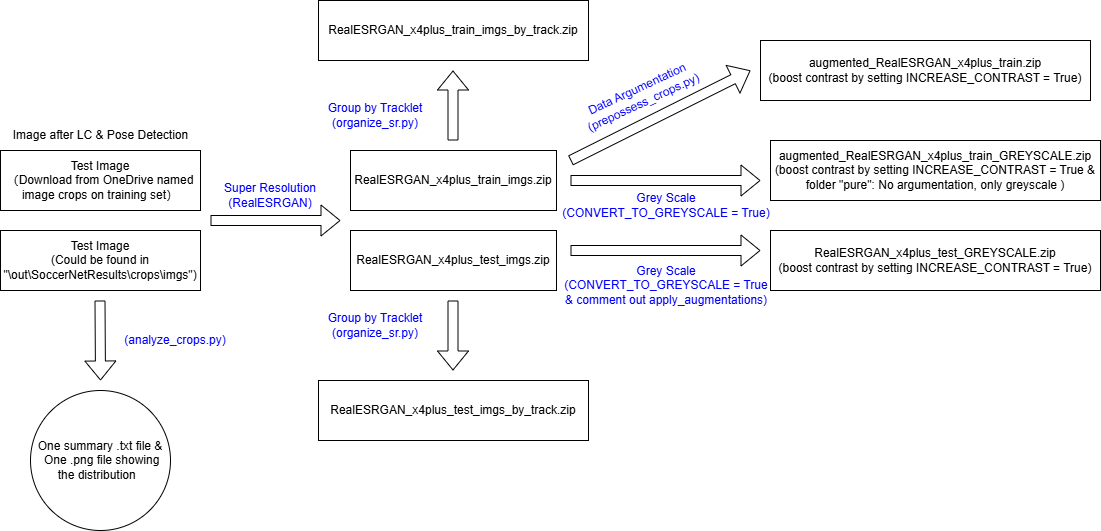 RealESRGAN_x4plus_train_imgs_by_track.zip
Group by Tracklet
(organize_sr.py)
Data Argumentation
(prepossess_crops.py)
augmented_RealESRGAN_x4plus_train.zip
(boost contrast by setting INCREASE_CONTRAST = True)
Image after LC & Pose Detection
Test Image
(Download from OneDrive named
image crops on training set)
Super Resolution
(RealESRGAN)
RealESRGAN_x4plus_train_imgs.zip
Grey Scale
(CONVERT_TO_GREYSCALE = True)
augmented_RealESRGAN_x4plus_train_GREYSCALE.zip
(boost contrast by setting INCREASE_CONTRAST = True &
folder "pure": No argumentation, only greyscale )
Test Image
(Could be found in
"\out\SoccerNetResults\crops\imgs")
RealESRGAN_x4plus_test_imgs.zip
Grey Scale
(CONVERT_TO_GREYSCALE = True
& comment out apply_augmentations)
RealESRGAN_x4plus_test_GREYSCALE.zip
(boost contrast by setting INCREASE_CONTRAST = True)
(analyze_crops.py)
Group by Tracklet
(organize_sr.py)
RealESRGAN_x4plus_test_imgs_by_track.zip
One summary .txt file &
One .png file showing
the distribution